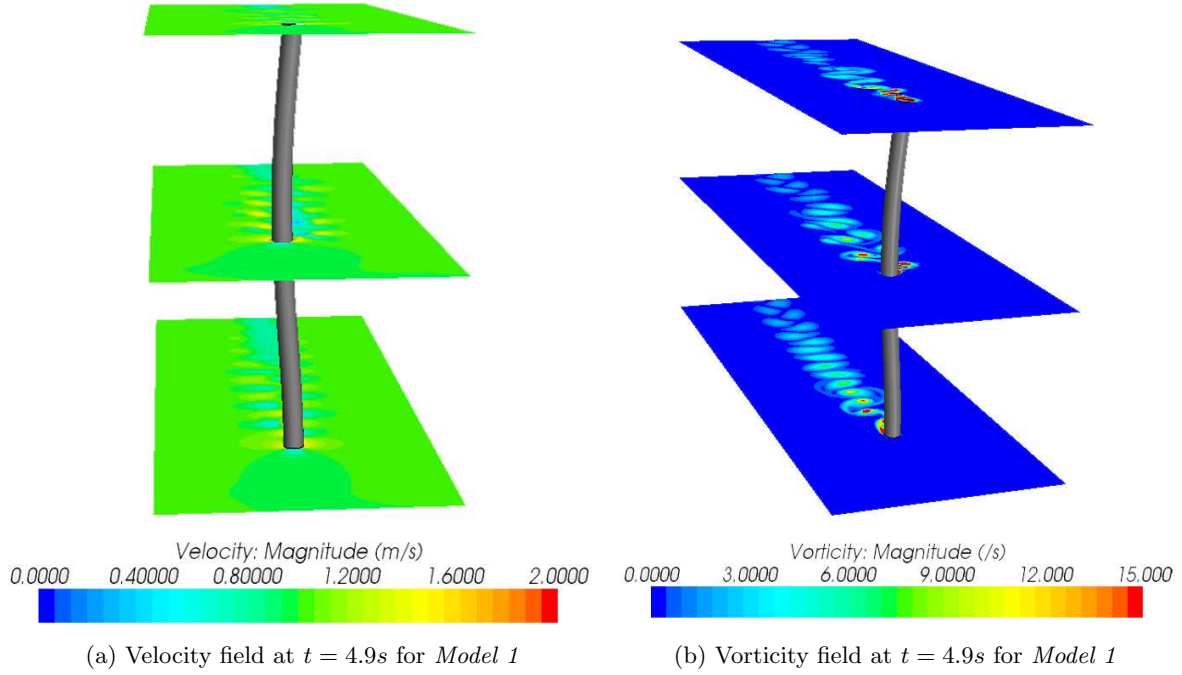 Velocity: Magnitude (m/s)
0.0000 0.40000 0.80000 1.2000 1.6000 2.0000
(a) Velocity field at t = 4.9s for Model 1
Vorticity: Magnitude (/s)
0.0000 3.0000 6.0000 9.0000 12.000 15.000
(b) Vorticity field at t = 4.9s for Model 1